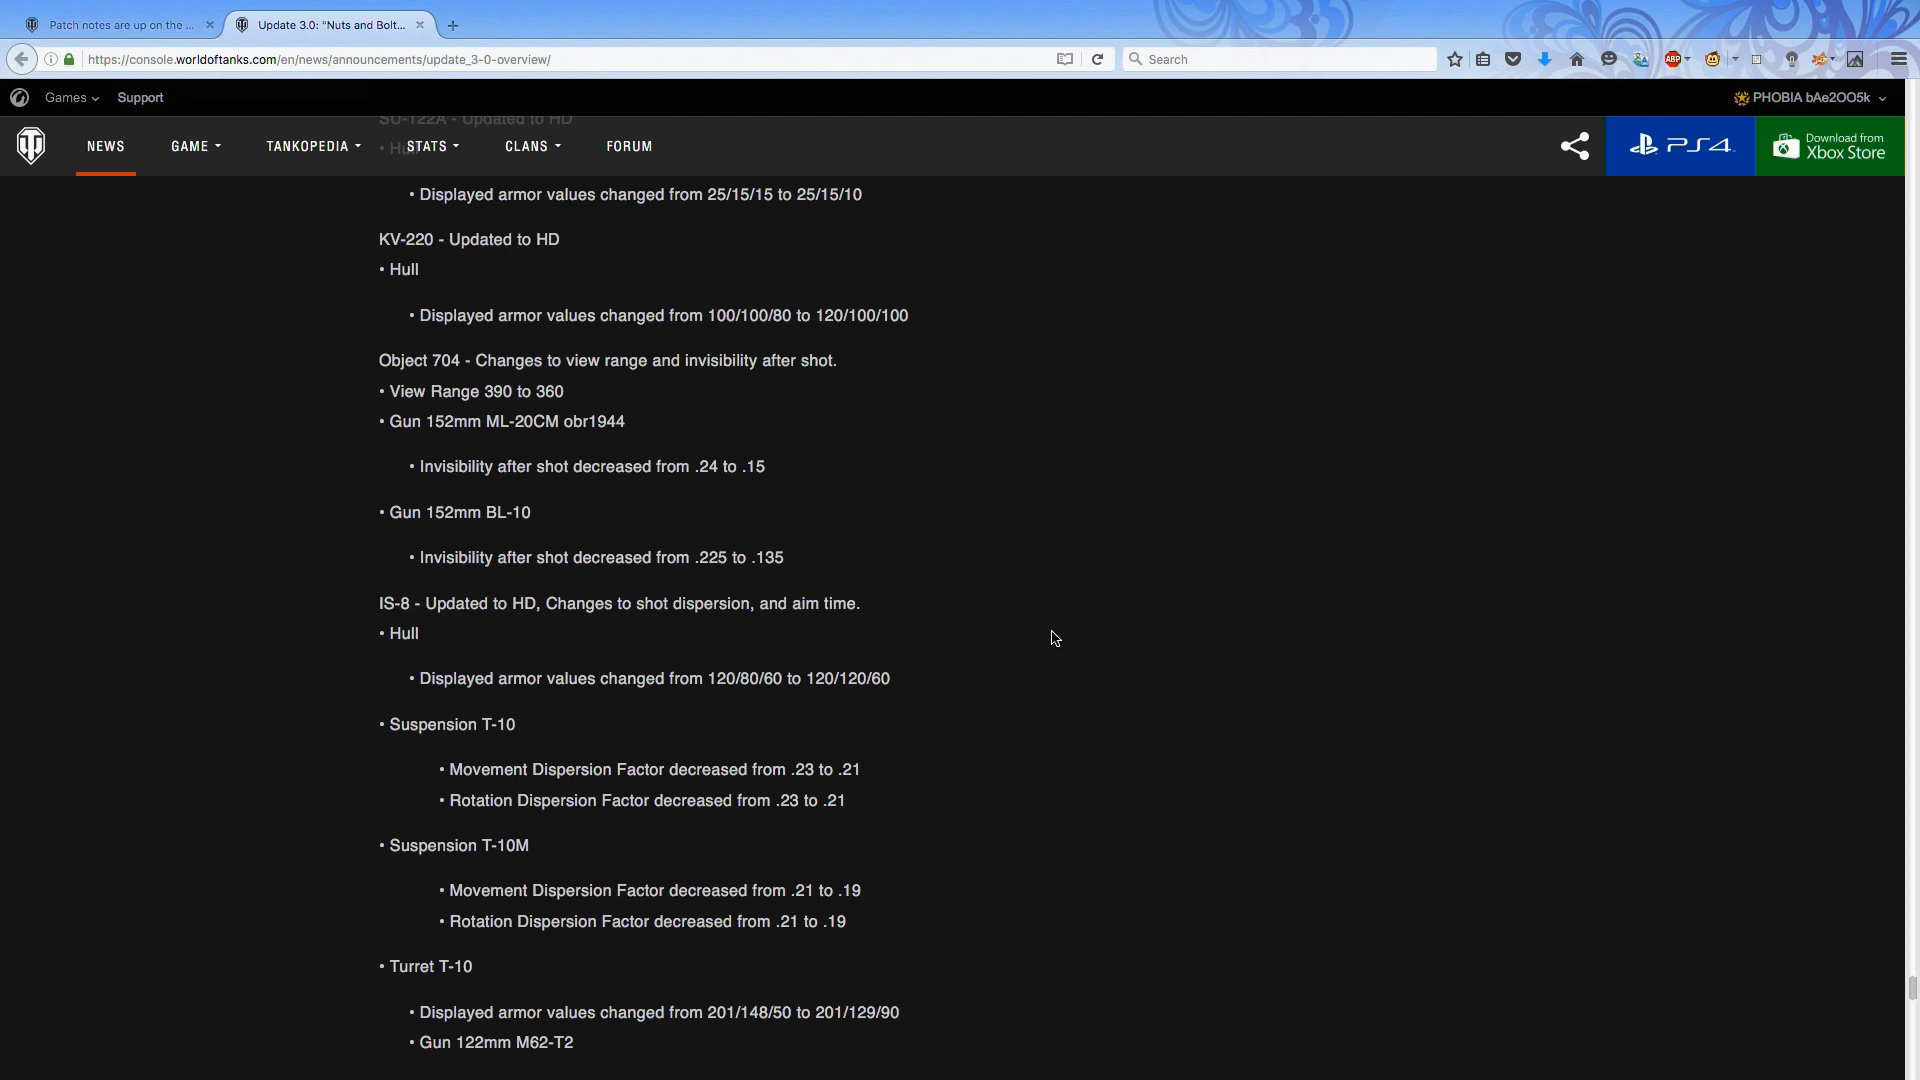 Patch notes are up on the ...
Update 3.0: "Nuts and Bolt...
https://console.worldoftanks.com/en/news/announcements/update_3-0-overview/
Search
ABP
Games
Support
PHOBIA bAe2OO5k
SU-122A - Updated to HD
NEWS
GAME
TANKOPEDIA
• Hull
STATS
CLANS
FORUM
PS4
Download from
Xbox Store
• Displayed armor values changed from 25/15/15 to 25/15/10
KV-220 - Updated to HD
• Hull
• Displayed armor values changed from 100/100/80 to 120/100/100
Object 704 - Changes to view range and invisibility after shot.
• View Range 390 to 360
• Gun 152mm ML-20CM obr1944
• Invisibility after shot decreased from .24 to .15
• Gun 152mm BL-10
• Invisibility after shot decreased from .225 to .135
IS-8 - Updated to HD, Changes to shot dispersion, and aim time.
• Hull
• Displayed armor values changed from 120/80/60 to 120/120/60
• Suspension T-10
• Movement Dispersion Factor decreased from .23 to .21
• Rotation Dispersion Factor decreased from .23 to .21
• Suspension T-10M
• Movement Dispersion Factor decreased from .21 to .19
• Rotation Dispersion Factor decreased from .21 to .19
• Turret T-10
• Displayed armor values changed from 201/148/50 to 201/129/90
• Gun 122mm M62-T2